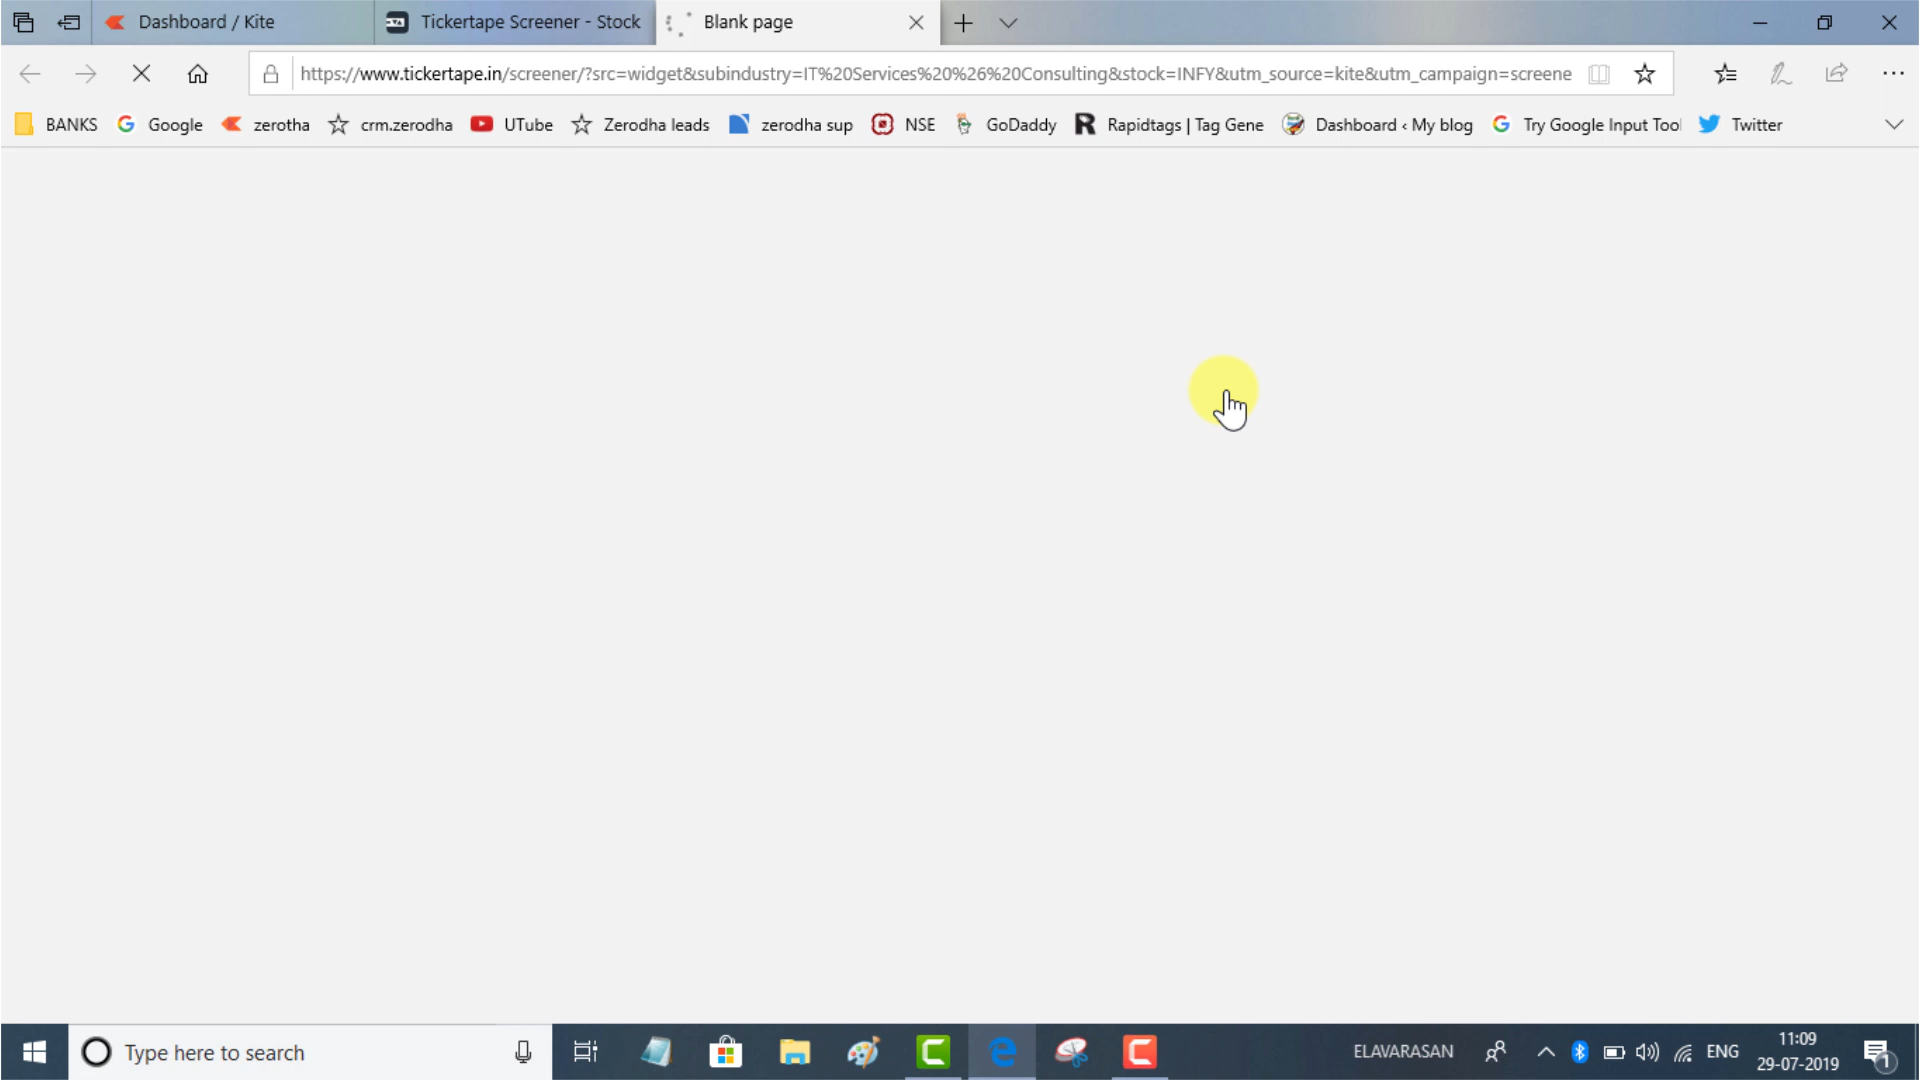 Dashboard / Kite
Tickertape Screener - Stock
Blank page
https://www.tickertape.in/screener/?src=widget&subindustry=IT%20Services%20%26%20Consulting&stock=INFY&utm_source=kite&utm_campaign=screene
BANKS
Google
zerotha
crm.zerodha
UTube
Zerodha leads
zerodha sup
NSE
GoDaddy
Rapidtags | Tag Gene
Dashboard ‹ My blog
Try Google Input Tool
Twitter
Type here to search
ELAVARASAN
ENG
11:09
29-07-2019
1